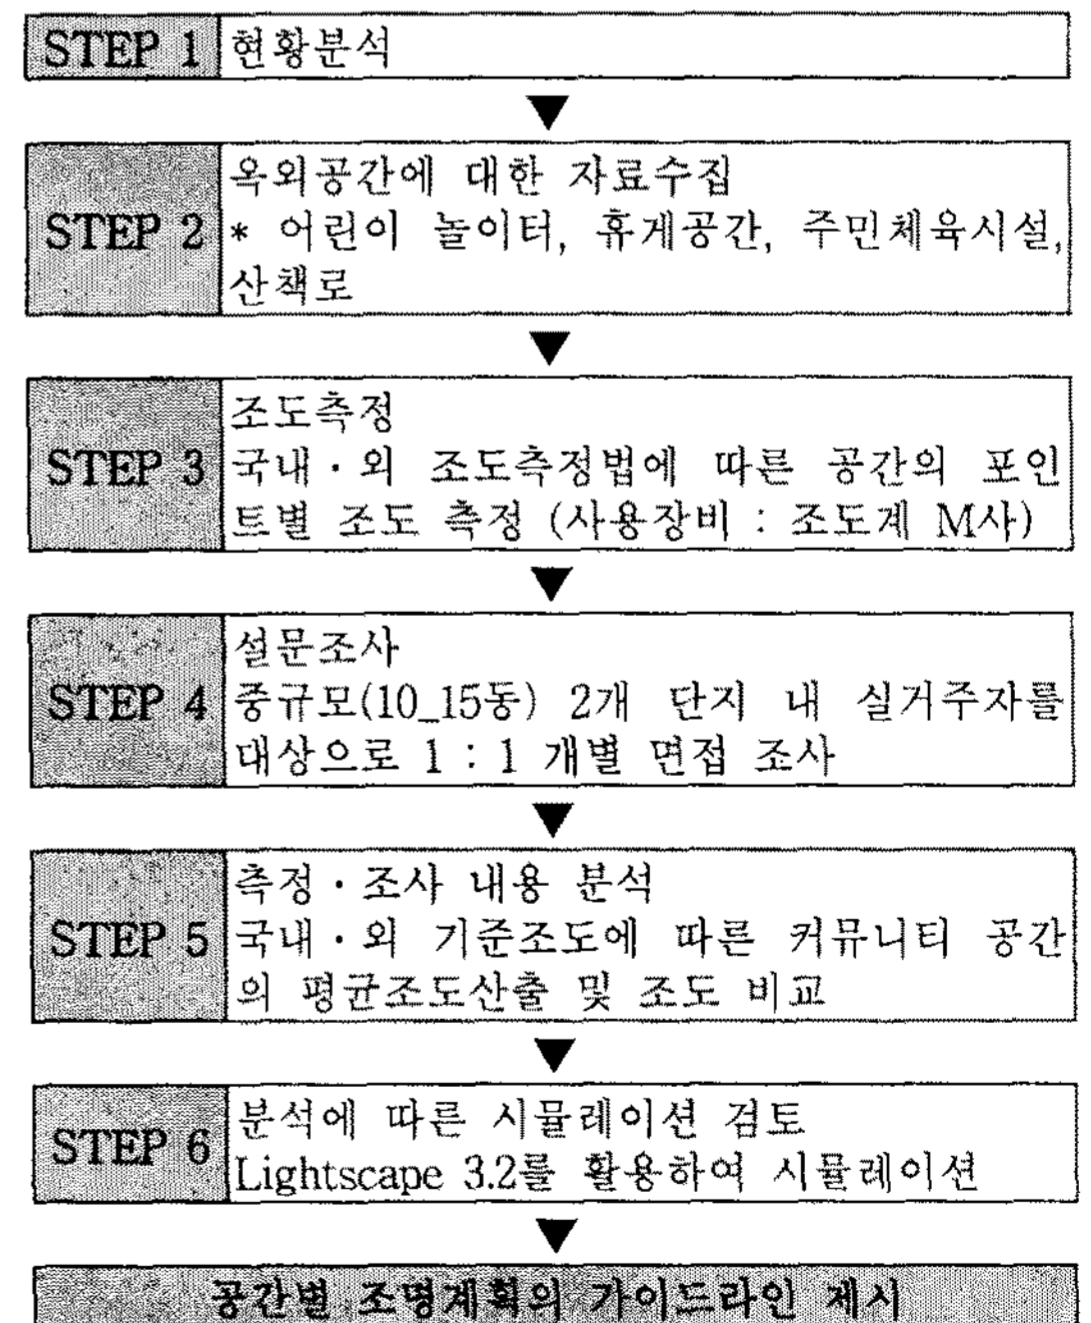 STEP 1 현황분석
옥외공간에 대한 자료수집
STEP 2 * 어린이 놀이터, 휴게공간, 주민체육시설,
산책로
조도측정
STEP 3 국내·외 조도측정법에 따른 공간의 포인
트별 조도 측정 (사용장비 : 조도계 M사)
설문조사
STEP 4 중규모(10_15동) 2개 단지 내 실거주자를
대상으로 1 : 1 개별 면접 조사
측정·조사 내용 분석
STEP 5 국내·외 기준조도에 따른 커뮤니티 공간
의 평균조도산출 및 조도 비교
분석에 따른 시뮬레이션 검토
STEP 6
Lightscape 3.2를 활용하여 시뮬레이션
공간별 조명계획의 가이드라인 제시